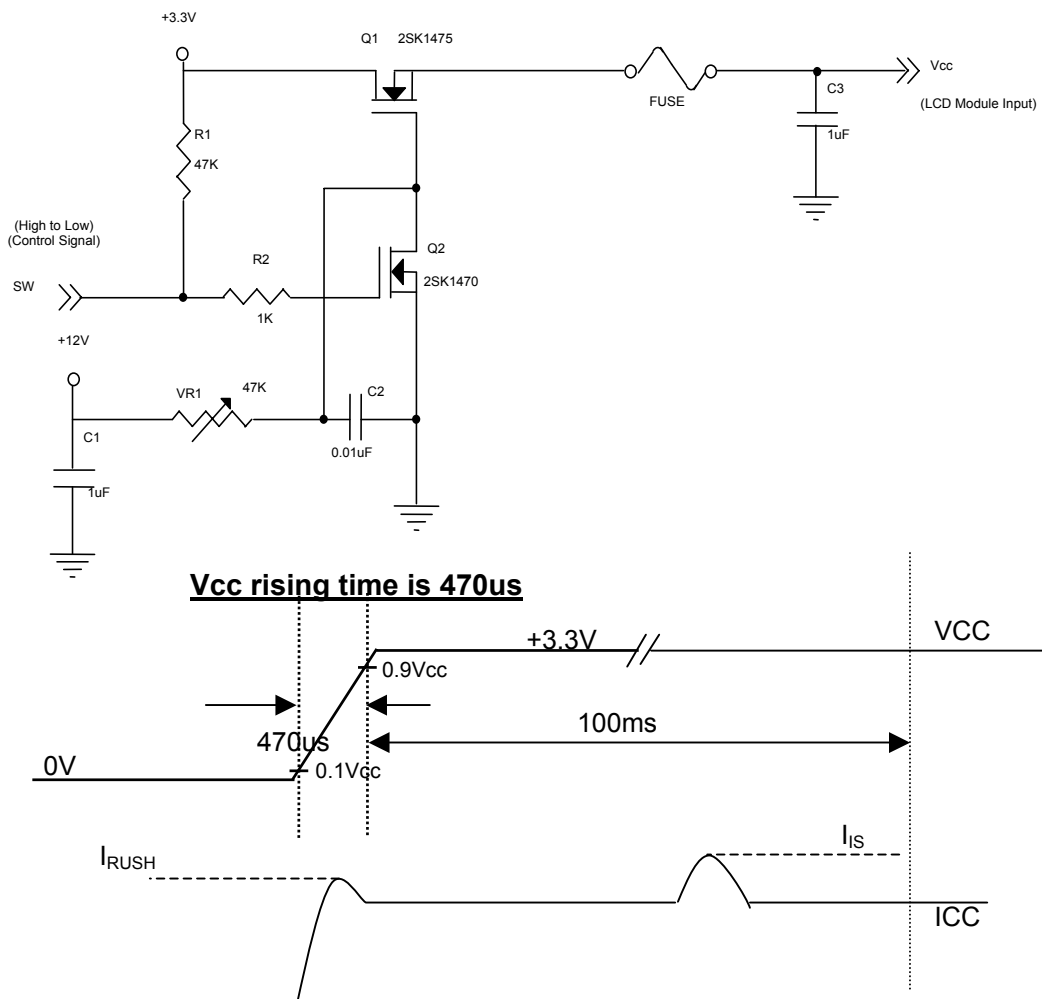 +3.3V
Q1 2SK1475
FUSE
C3
1uF
Vcc
(LCD Module Input)
R1
47K
(High to Low)
(Control Signal)
SW
R2
1K
Q2
2SK1470
+12V
VR1
47K
C2
0.01uF
C1
1uF
Vcc rising time is 470us
+3.3V
VCC
0.9Vcc
470us
100ms
0V
0.1Vcc
IRUSH
IIS
ICC